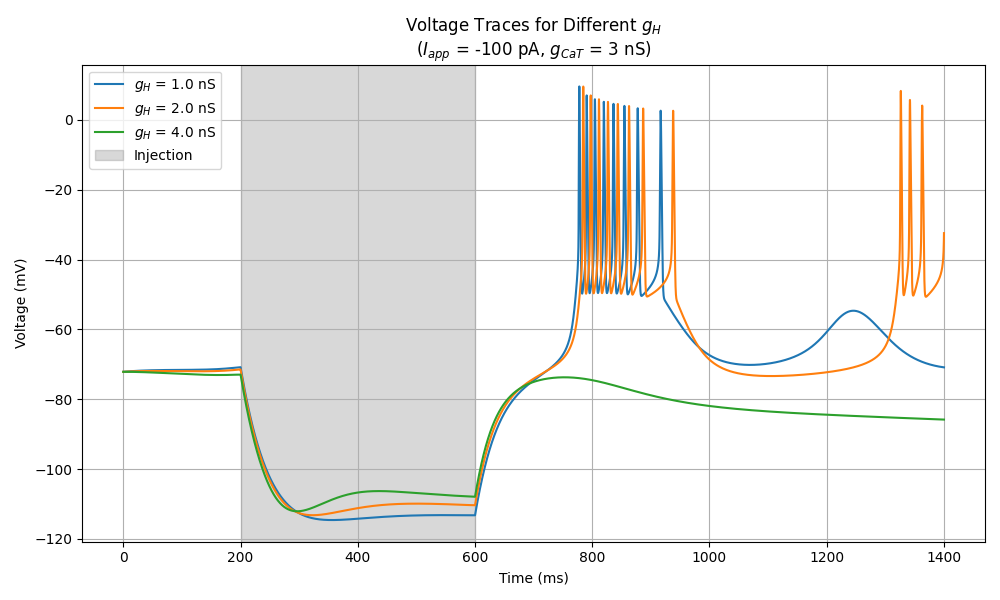 Voltage Traces for Different g_H
(I_app = -100 pA, g_CaT = 3 nS)
g_H = 1.0 nS
g_H = 2.0 nS
g_H = 4.0 nS
Injection
0
−20
−40
−60
−80
−100
−120
Voltage (mV)
0 200 400 600 800 1000 1200 1400
Time (ms)